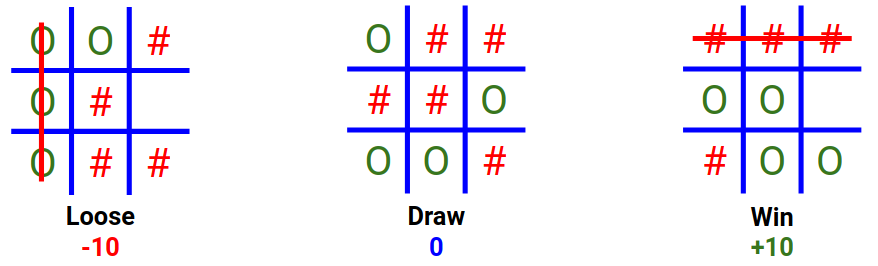 O O # O # # # # #
O # # # O O O
O # # O O # # O O
Loose Draw Win
-10 0 +10